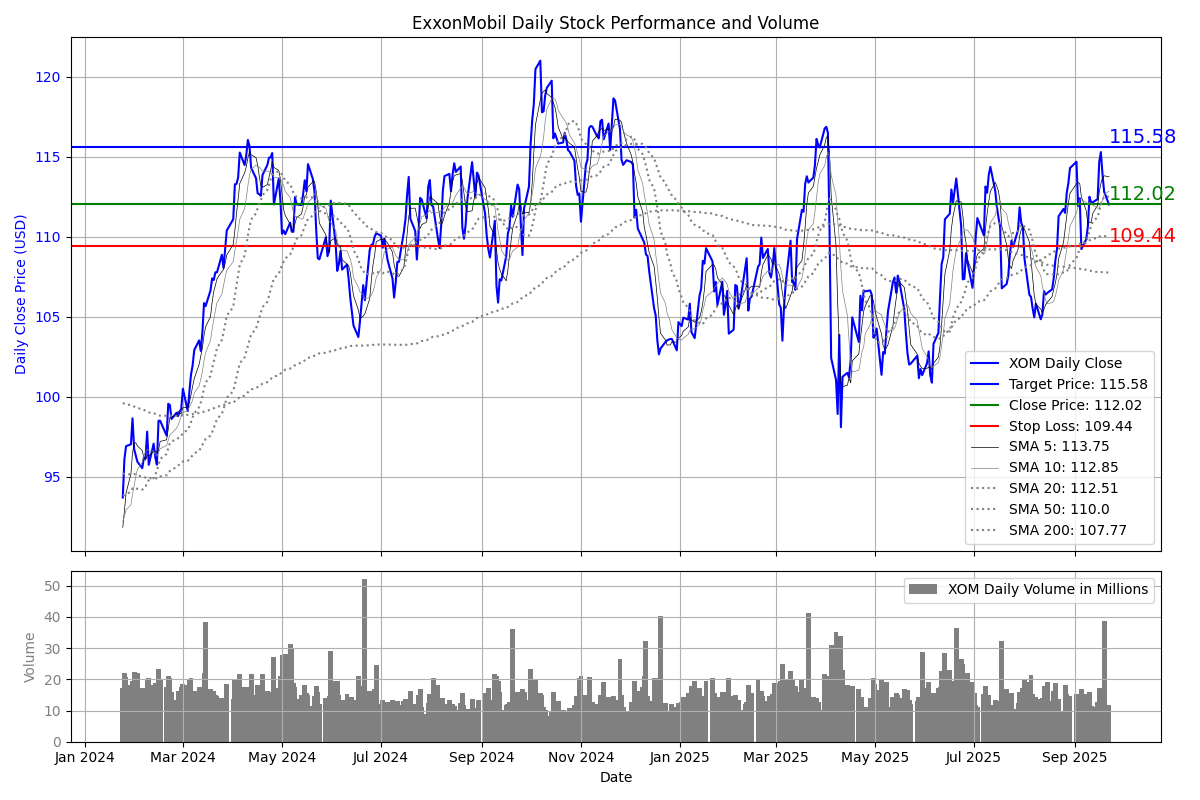 ExxonMobil Daily Stock Performance and Volume
Daily Close Price (USD)
120
115
110
105
100
95
115.58
112.02
109.44
XOM Daily Close
Target Price: 115.58
Close Price: 112.02
Stop Loss: 109.44
SMA 5: 113.75
SMA 10: 112.85
SMA 20: 112.51
SMA 50: 110.0
SMA 200: 107.77
Volume
50
40
30
20
10
0
XOM Daily Volume in Millions
Jan 2024 Mar 2024 May 2024 Jul 2024 Sep 2024 Nov 2024 Jan 2025 Mar 2025 May 2025 Jul 2025 Sep 2025
Date